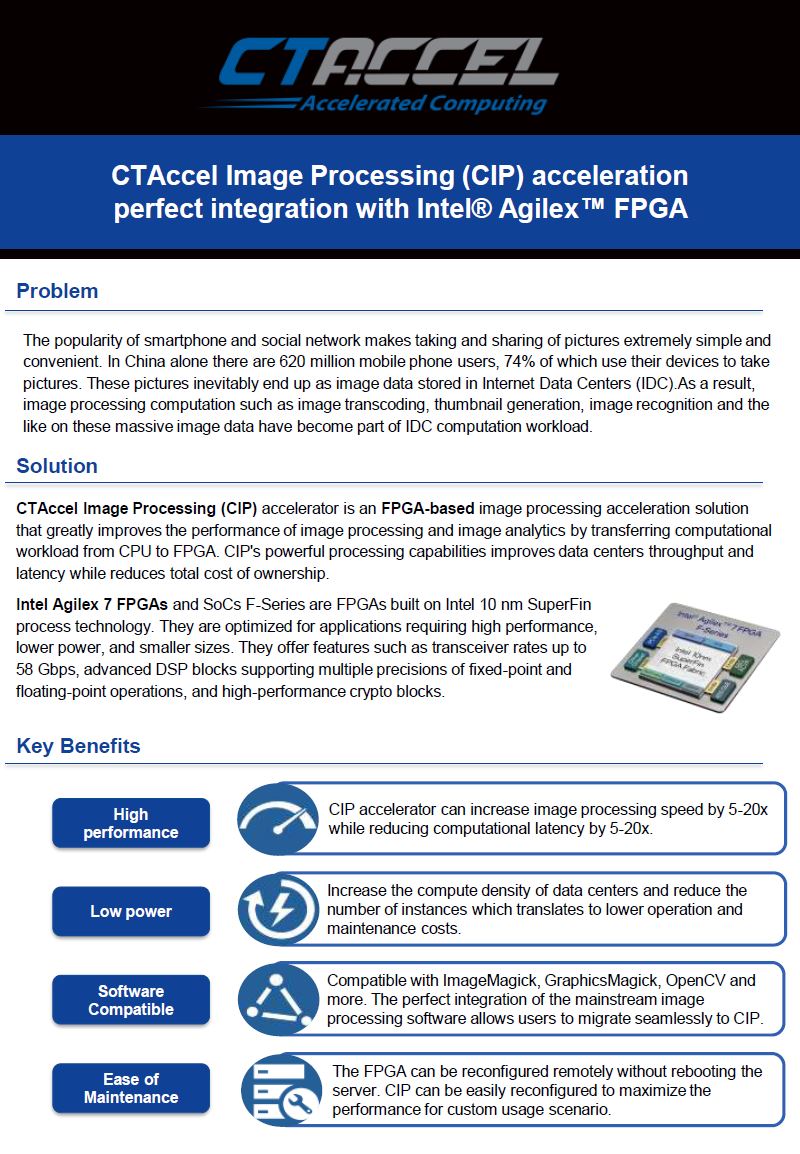 CTACCEL
Accelerated Computing
CTAccel Image Processing (CIP) acceleration
perfect integration with Intel® Agilex™ FPGA
Problem
The popularity of smartphone and social network makes taking and sharing of pictures extremely simple and
convenient. In China alone there are 620 million mobile phone users, 74% of which use their devices to take
pictures. These pictures inevitably end up as image data stored in Internet Data Centers (IDC).As a result,
image processing computation such as image transcoding, thumbnail generation, image recognition and the
like on these massive image data have become part of IDC computation workload.
Solution
CTAccel Image Processing (CIP) accelerator is an FPGA-based image processing acceleration solution
that greatly improves the performance of image processing and image analytics by transferring computational
workload from CPU to FPGA. CIP's powerful processing capabilities improves data centers throughput and
latency while reduces total cost of ownership.
Intel Agilex 7 FPGAs and SoCs F-Series are FPGAs built on Intel 10 nm SuperFin
process technology. They are optimized for applications requiring high performance,
lower power, and smaller sizes. They offer features such as transceiver rates up to
58 Gbps, advanced DSP blocks supporting multiple precisions of fixed-point and
floating-point operations, and high-performance crypto blocks.
Intel® Agilex™ 7 FPGA
F-Series
Intel 10nm
SuperFin
FPGA Fabric
Key Benefits
High
performance
CIP accelerator can increase image processing speed by 5-20x
while reducing computational latency by 5-20x.
Low power
Increase the compute density of data centers and reduce the
number of instances which translates to lower operation and
maintenance costs.
Software
Compatible
Compatible with ImageMagick, GraphicsMagick, OpenCV and
more. The perfect integration of the mainstream image
processing software allows users to migrate seamlessly to CIP.
Ease of
Maintenance
The FPGA can be reconfigured remotely without rebooting the
server. CIP can be easily reconfigured to maximize the
performance for custom usage scenario.